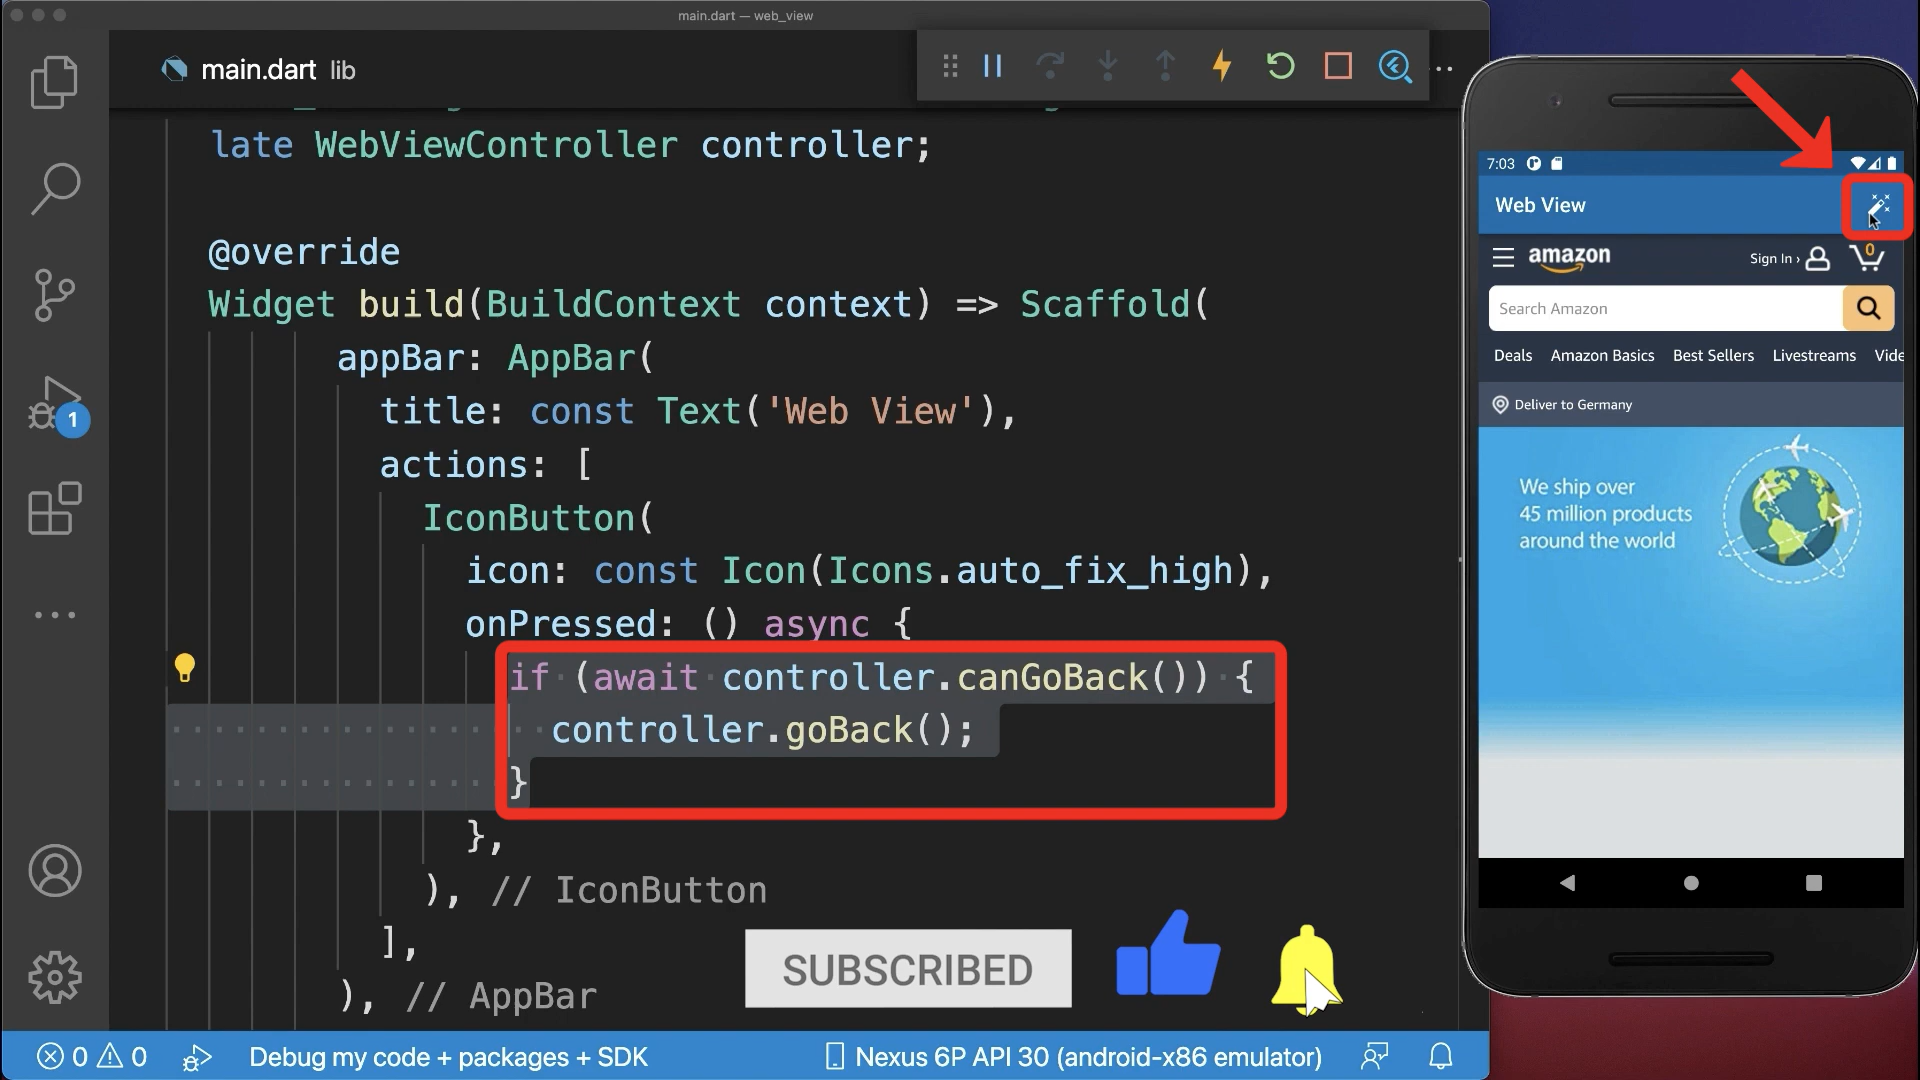 main.dart — web_view
main.dart lib
late WebViewController controller;
@override
Widget build(BuildContext context) => Scaffold(
appBar: AppBar(
title: const Text('Web View'),
actions: [
IconButton(
icon: const Icon(Icons.auto_fix_high),
onPressed: () async {
if (await controller.canGoBack()) {
controller.goBack();
}
},
), // IconButton
],
), // AppBar
SUBSCRIBED
1
0 0
Debug my code + packages + SDK
Nexus 6P API 30 (android-x86 emulator)
7:03
Web View
amazon
Sign In ›
0
Search Amazon
Deals Amazon Basics Best Sellers Livestreams Vide
Deliver to Germany
We ship over
45 million products
around the world